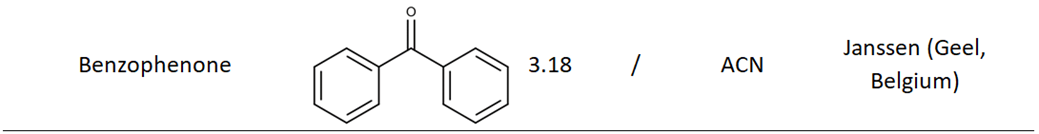 O
Benzophenone 3.18 / ACN Janssen (Geel,
Belgium)